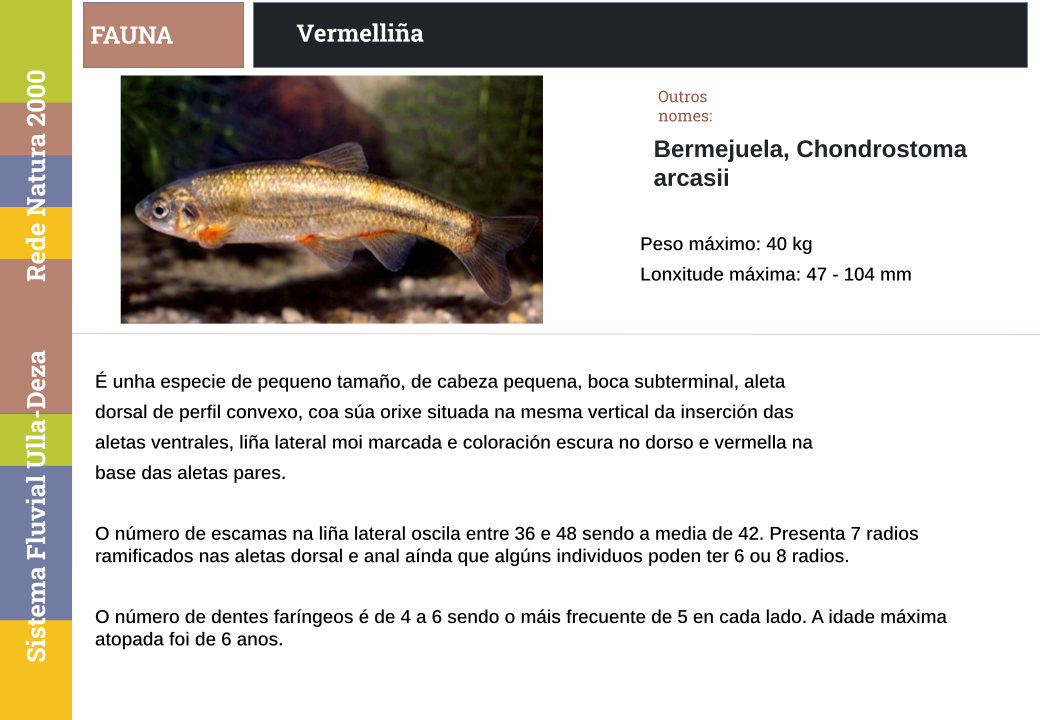 FAUNA
Vermelliña
Rede Natura 2000
Sistema Fluvial Ulla-Deza
Outros
nomes:
Bermejuela, Chondrostoma
arcasii
Peso máximo: 40 kg
Lonxitude máxima: 47 - 104 mm
É unha especie de pequeno tamaño, de cabeza pequena, boca subterminal, aleta
dorsal de perfil convexo, coa súa orixe situada na mesma vertical da inserción das
aletas ventrales, liña lateral moi marcada e coloración escura no dorso e vermella na
base das aletas pares.
O número de escamas na liña lateral oscila entre 36 e 48 sendo a media de 42. Presenta 7 radios
ramificados nas aletas dorsal e anal aínda que algúns individuos poden ter 6 ou 8 radios.
O número de dentes faríngeos é de 4 a 6 sendo o máis frecuente de 5 en cada lado. A idade máxima
atopada foi de 6 anos.